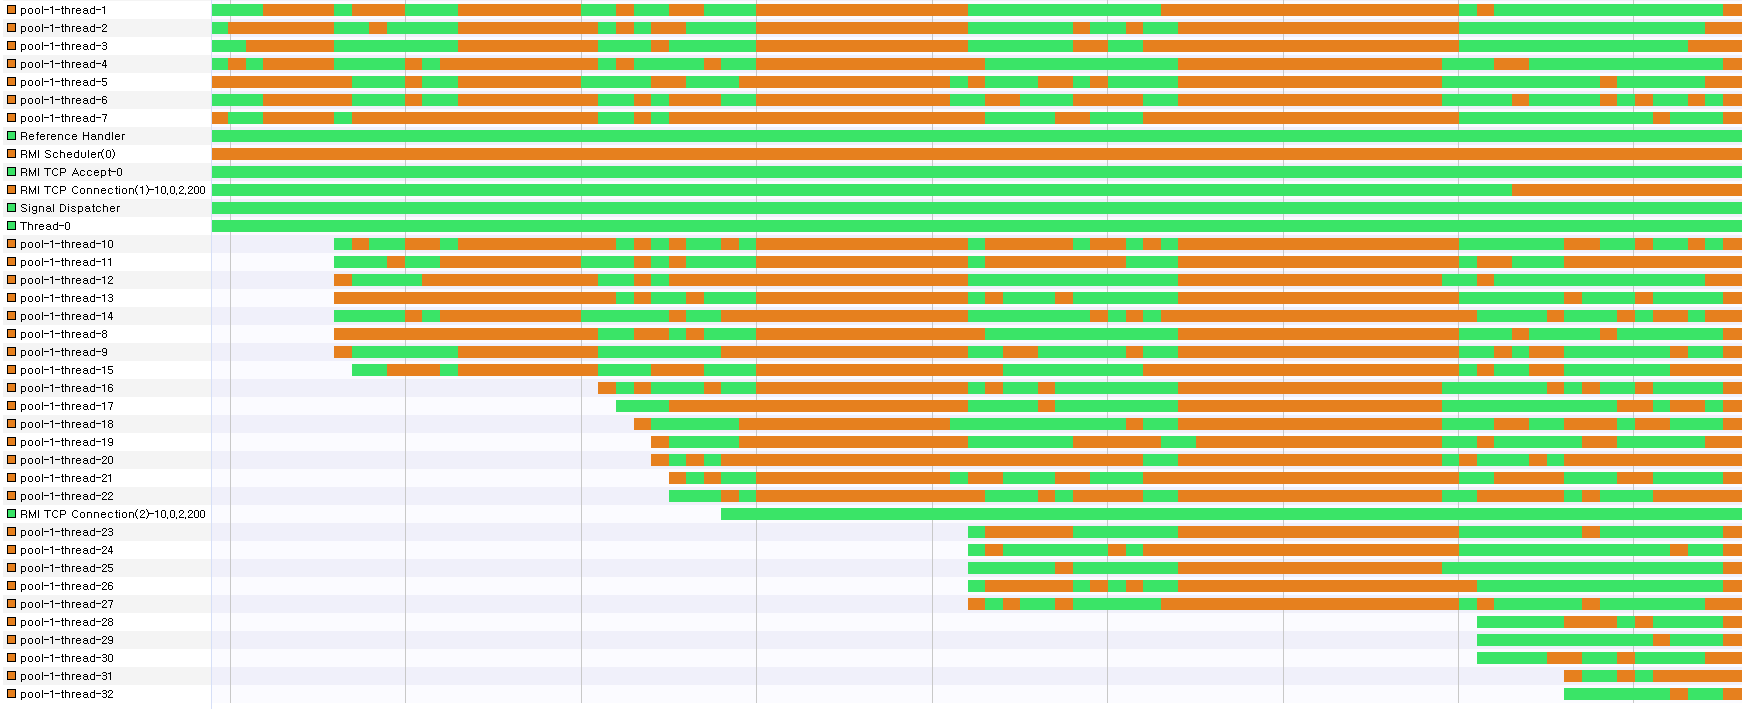 pool-1-thread-1
pool-1-thread-2
pool-1-thread-3
pool-1-thread-4
pool-1-thread-5
pool-1-thread-6
pool-1-thread-7
Reference Handler
RMI Scheduler(0)
RMI TCP Accept-0
RMI TCP Connection(1)-10,0,2,200
Signal Dispatcher
Thread-0
pool-1-thread-10
pool-1-thread-11
pool-1-thread-12
pool-1-thread-13
pool-1-thread-14
pool-1-thread-8
pool-1-thread-9
pool-1-thread-15
pool-1-thread-16
pool-1-thread-17
pool-1-thread-18
pool-1-thread-19
pool-1-thread-20
pool-1-thread-21
pool-1-thread-22
RMI TCP Connection(2)-10,0,2,200
pool-1-thread-23
pool-1-thread-24
pool-1-thread-25
pool-1-thread-26
pool-1-thread-27
pool-1-thread-28
pool-1-thread-29
pool-1-thread-30
pool-1-thread-31
pool-1-thread-32